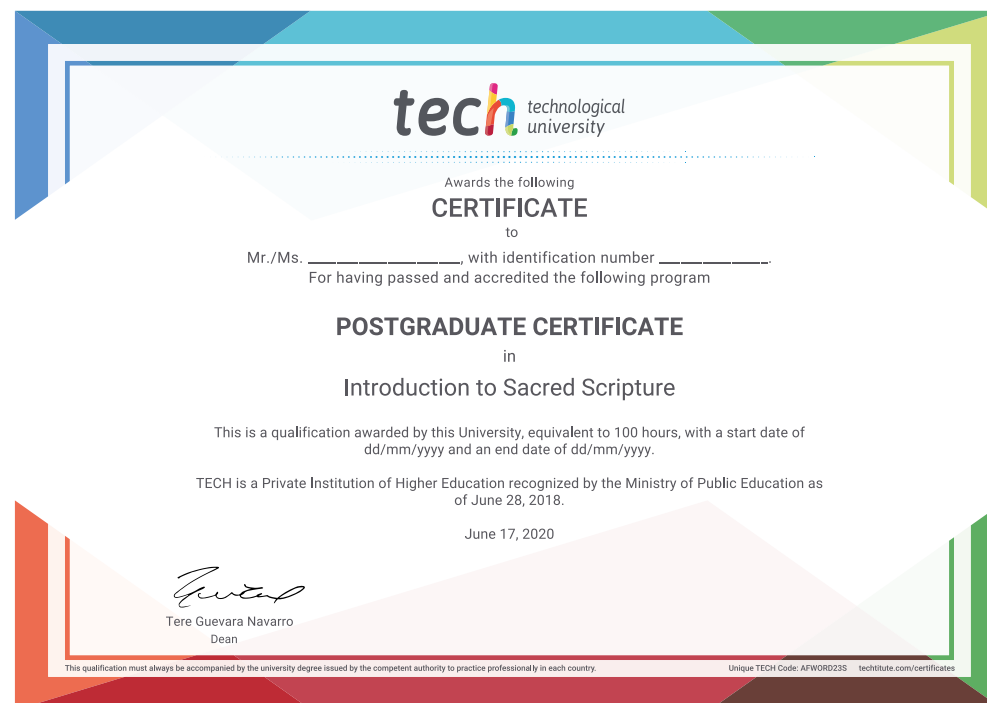 tech technological
university
Awards the following
CERTIFICATE
to
Mr./Ms. ____________________, with identification number ______________.
For having passed and accredited the following program
POSTGRADUATE CERTIFICATE
in
Introduction to Sacred Scripture
This is a qualification awarded by this University, equivalent to 100 hours, with a start date of
dd/mm/yyyy and an end date of dd/mm/yyyy.
TECH is a Private Institution of Higher Education recognized by the Ministry of Public Education as
of June 28, 2018.
June 17, 2020
Tere Guevara Navarro
Dean
This qualification must always be accompanied by the university degree issued by the competent authority to practice professionally in each country.
Unique TECH Code: AFWORD23S techtitute.com/certificates